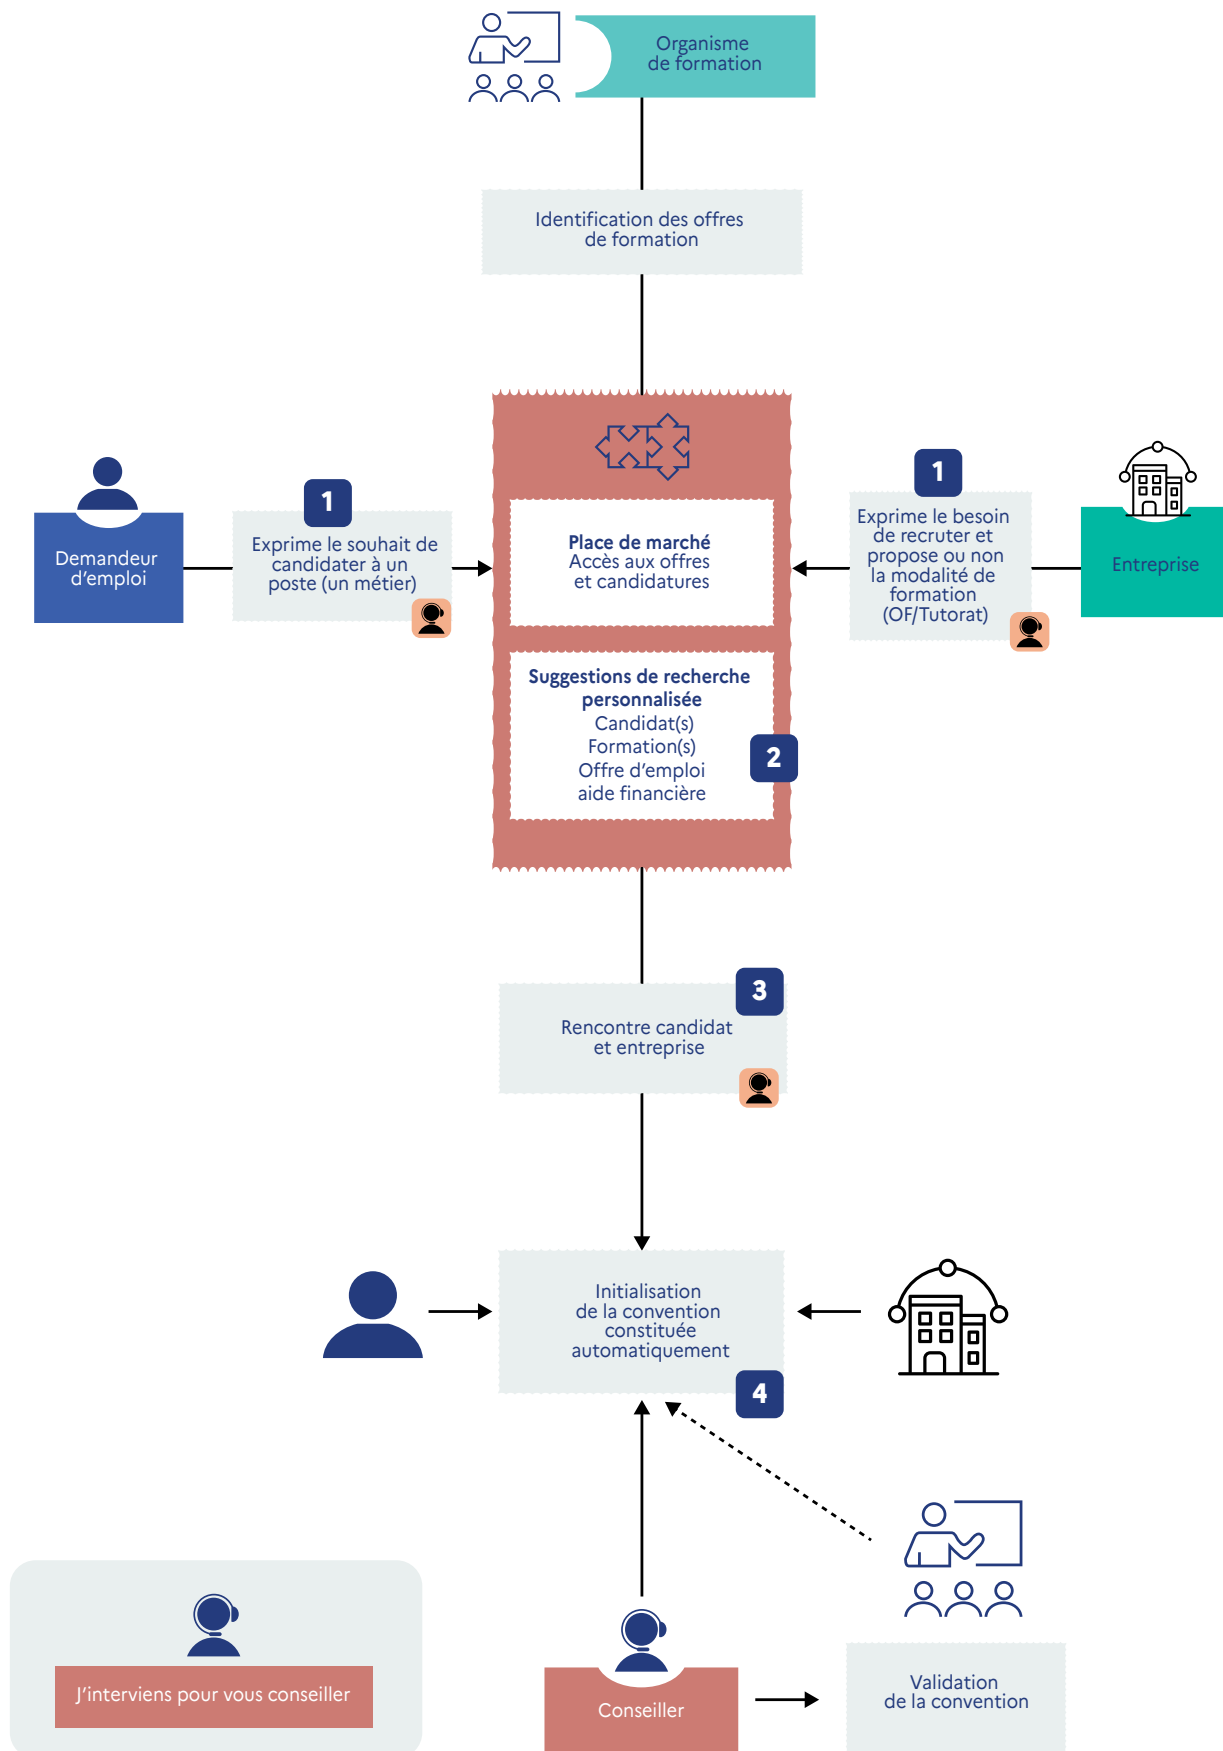 Organisme
de formation
Identification des offres
de formation
Demandeur
d'emploi
1
Exprime le souhait de
candidater à un
poste (un métier)
Place de marché
Accès aux offres
et candidatures
1
Exprime le besoin
de recruter et
propose ou non
la modalité de
formation
(OF/Tutorat)
Entreprise
Suggestions de recherche
personnalisée
Candidat(s)
Formation(s)
Offre d'emploi
aide financière
2
3
Rencontre candidat
et entreprise
Initialisation
de la convention
constituée
automatiquement
4
J'interviens pour vous conseiller
Conseiller
Validation
de la convention